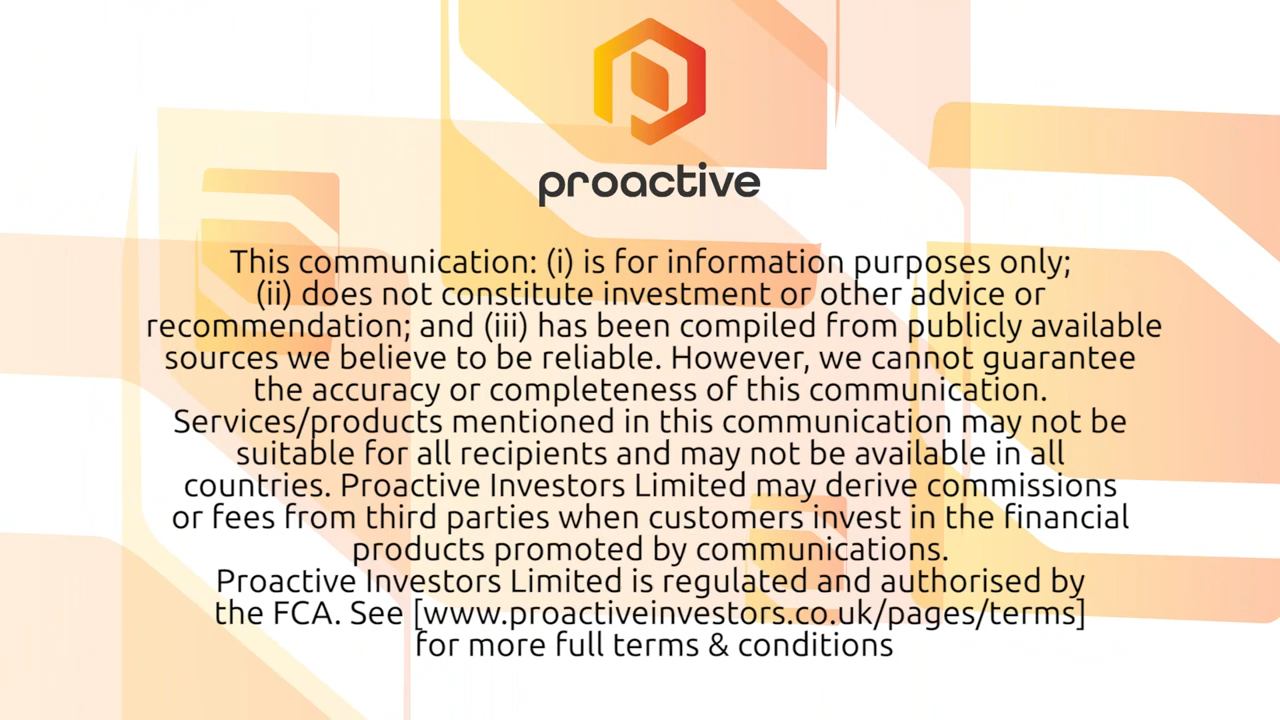 proactive
This communication: (i) is for information purposes only;
(ii) does not constitute investment or other advice or
recommendation; and (iii) has been compiled from publicly available
sources we believe to be reliable. However, we cannot guarantee
the accuracy or completeness of this communication.
Services/products mentioned in this communication may not be
suitable for all recipients and may not be available in all
countries. Proactive Investors Limited may derive commissions
or fees from third parties when customers invest in the financial
products promoted by communications.
Proactive Investors Limited is regulated and authorised by
the FCA. See [www.proactiveinvestors.co.uk/pages/terms]
for more full terms & conditions